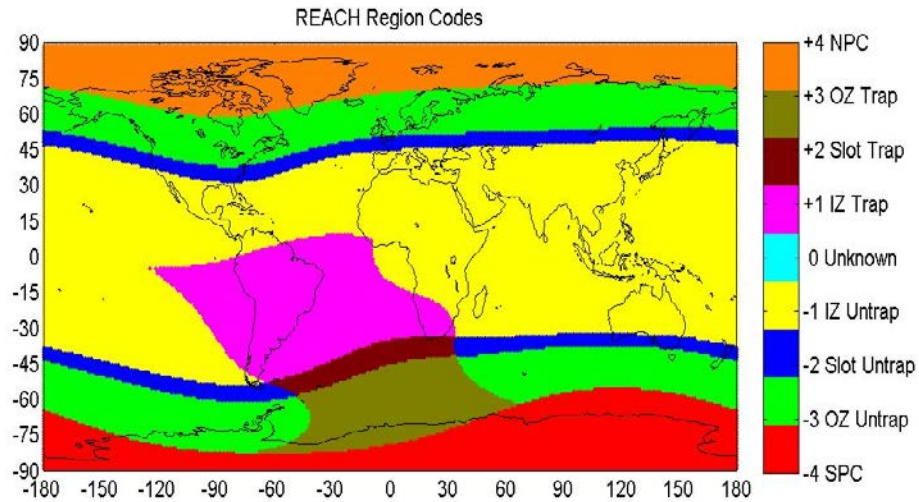 REACH Region Codes
90
75
60
45
30
15
0
-15
-30
-45
-60
-75
-90
-180 -150 -120 -90 -60 -30 0 30 60 90 120 150 180
+4 NPC
+3 OZ Trap
+2 Slot Trap
+1 IZ Trap
0 Unknown
-1 IZ Untrap
-2 Slot Untrap
-3 OZ Untrap
-4 SPC